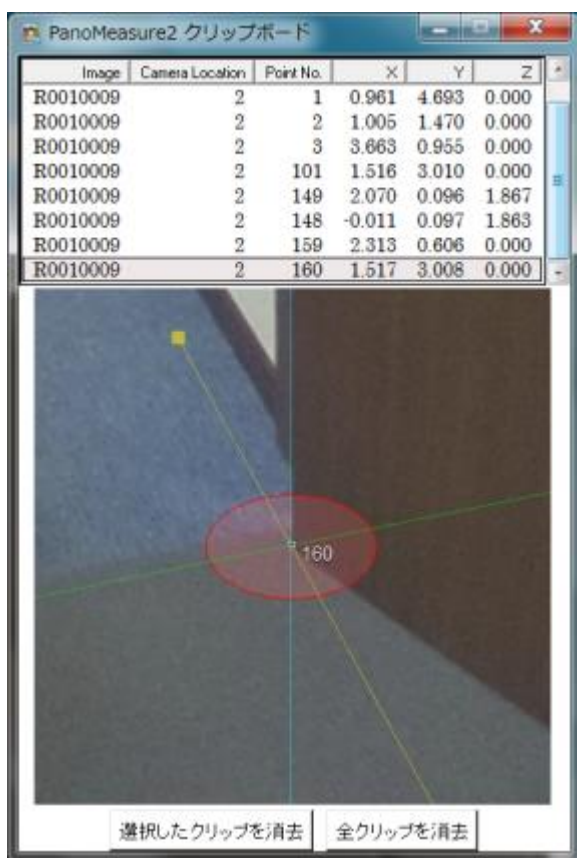 PanoMeasure2 クリップボード
Image Camera Location Point No. X Y Z
R0010009 2 1 0.961 4.693 0.000
R0010009 2 2 1.005 1.470 0.000
R0010009 2 3 3.663 0.955 0.000
R0010009 2 101 1.516 3.010 0.000
R0010009 2 149 2.070 0.096 1.867
R0010009 2 148 -0.011 0.097 1.863
R0010009 2 159 2.313 0.606 0.000
R0010009 2 160 1.517 3.008 0.000
160
選択したクリップを消去 全クリップを消去